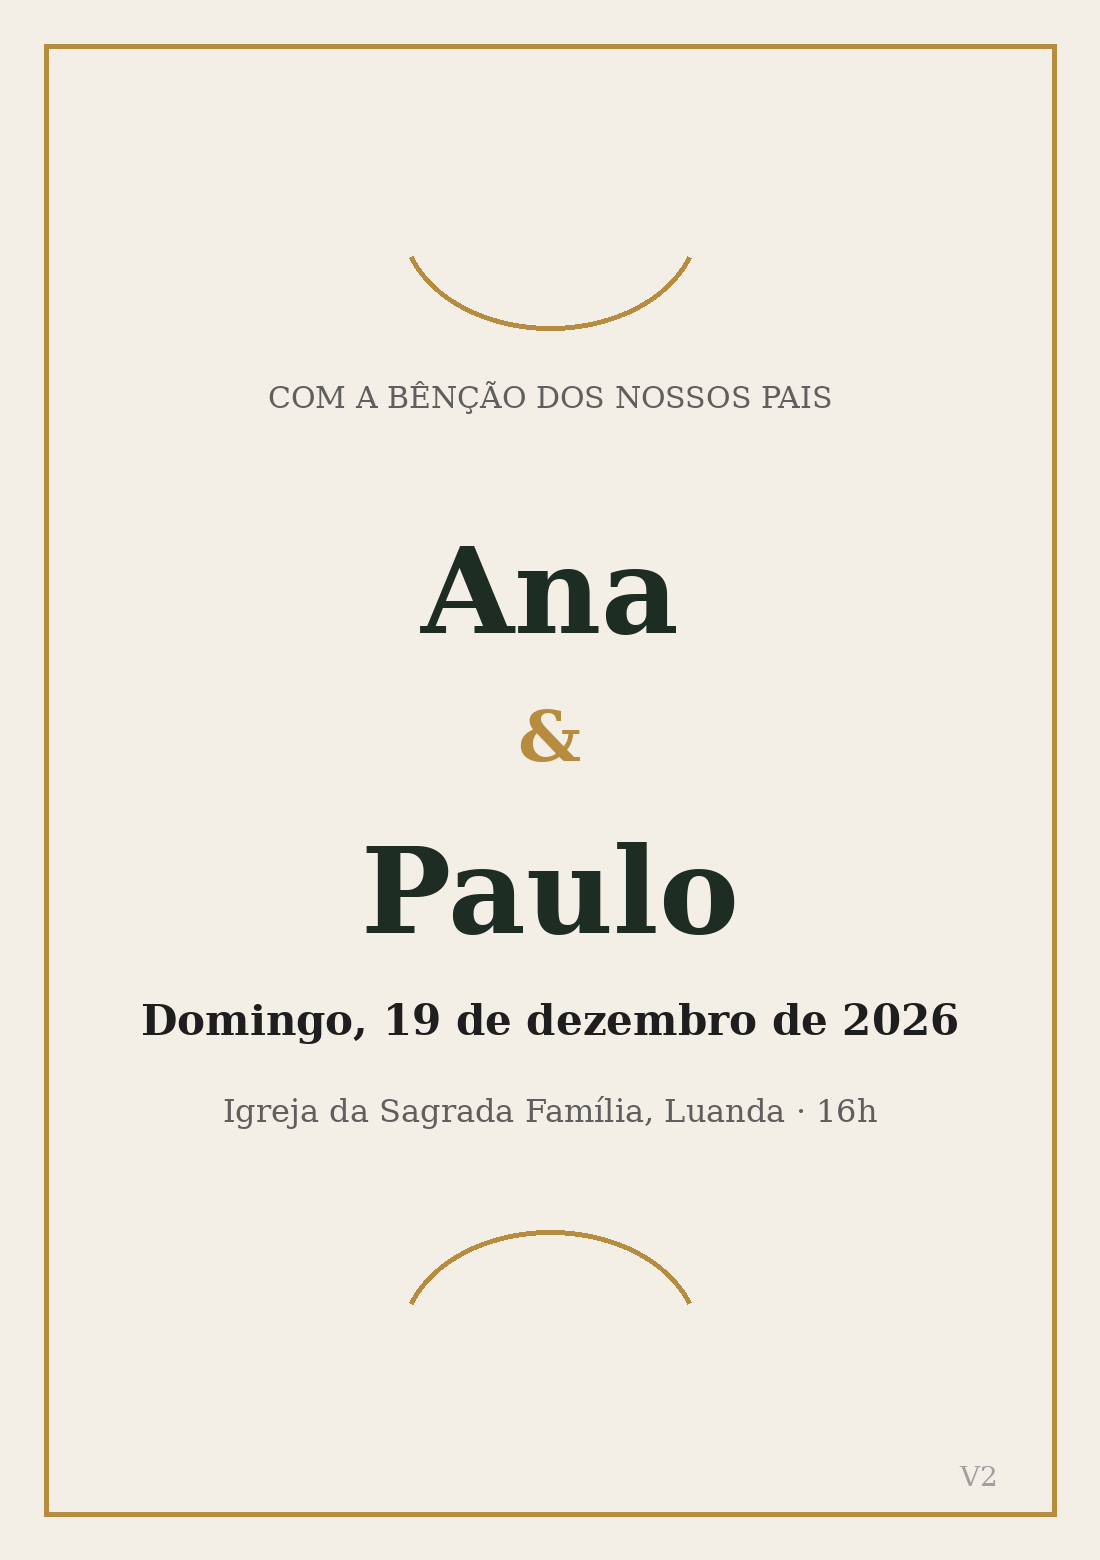 COM A BÊNÇÃO DOS NOSSOS PAIS
Ana
&
Paulo
Domingo, 19 de dezembro de 2026
Igreja da Sagrada Família, Luanda · 16h
V2